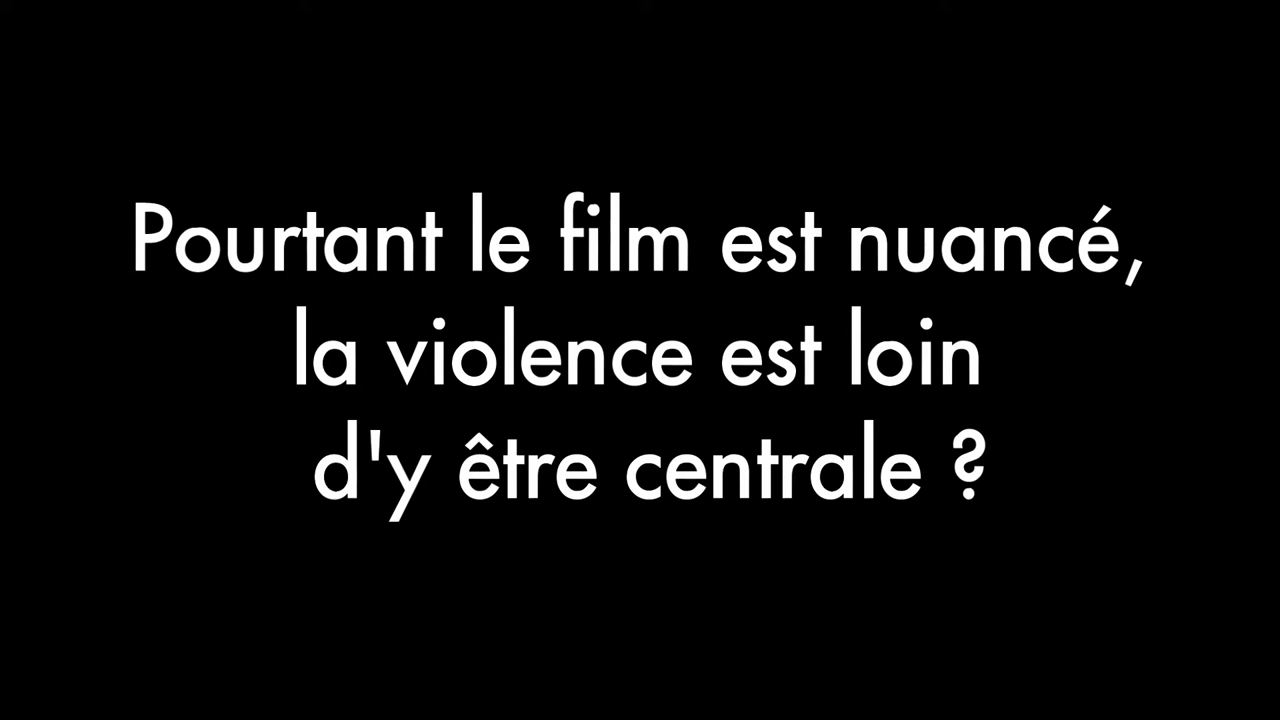 Pourtant le film est nuancé,
la violence est loin
d'y être centrale ?